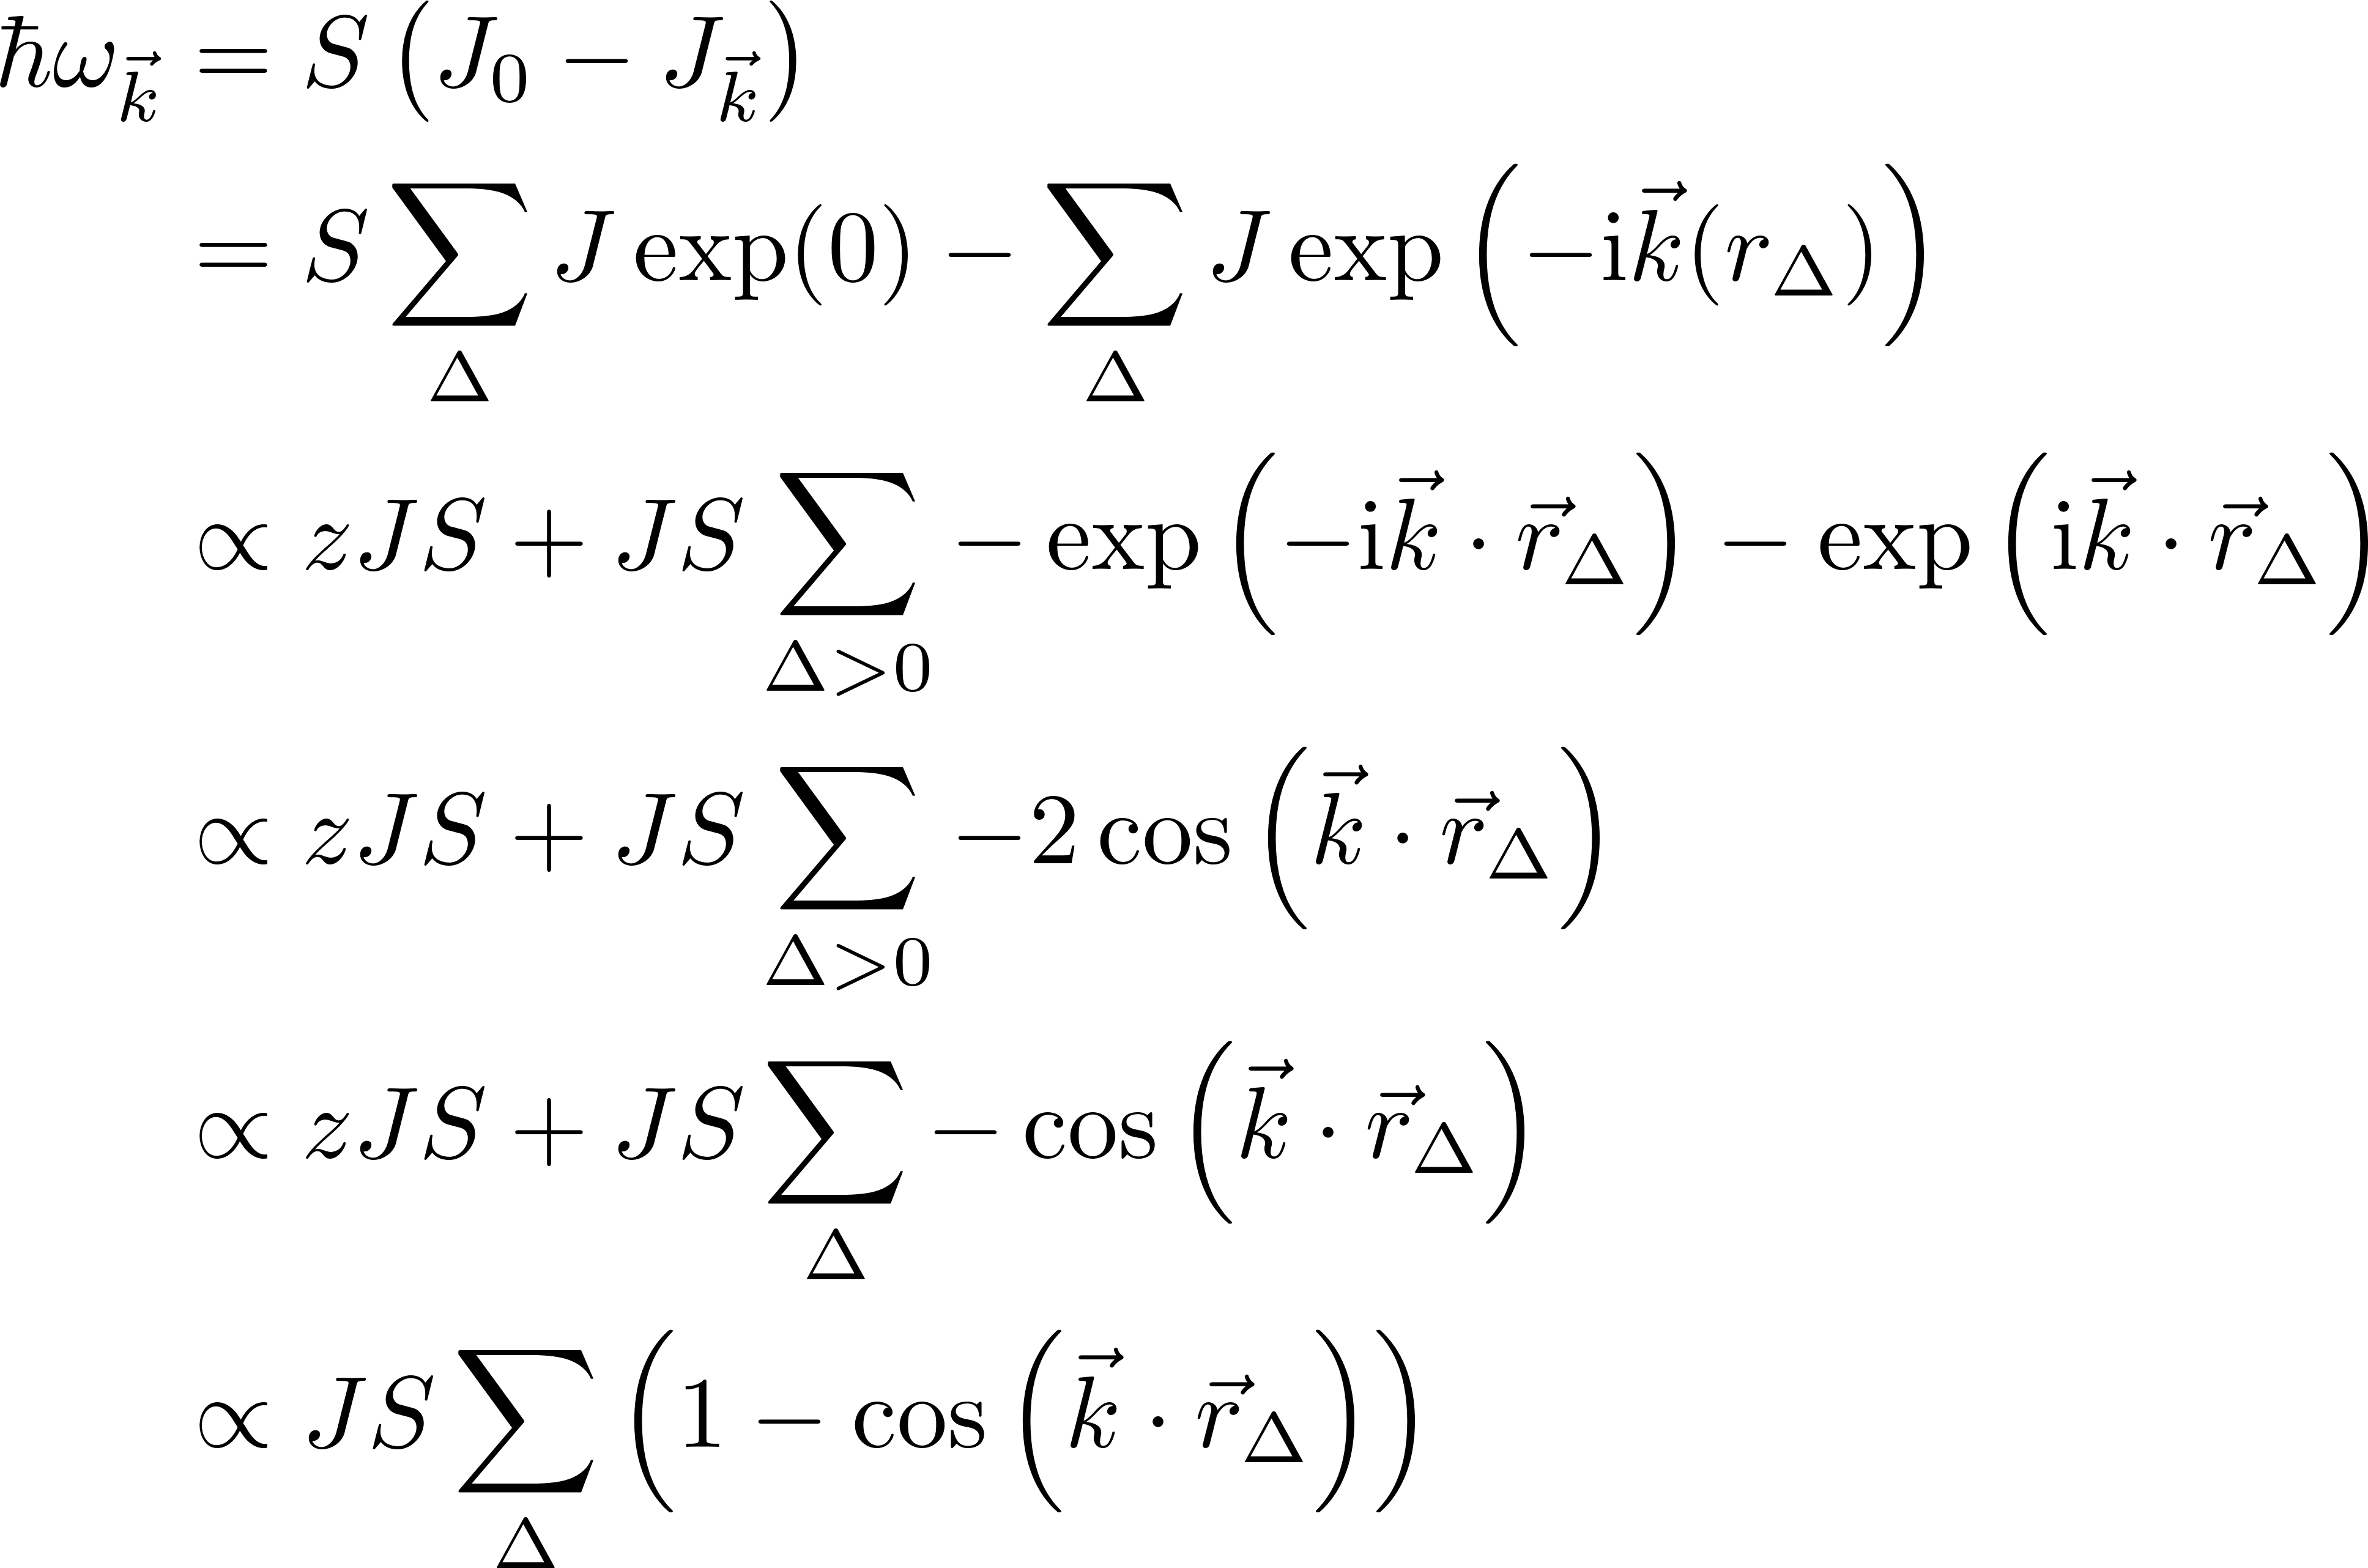 ℏω_{\vec{k}} = S (J_0 − J_{\vec{k}})
= S ∑_Δ J exp(0) − ∑_Δ J exp(−i\vec{k}(r_Δ))
∝ zJS + JS ∑_{Δ>0} − exp(−i\vec{k} · \vec{r}_Δ) − exp(i\vec{k} · \vec{r}_Δ)
∝ zJS + JS ∑_{Δ>0} −2 cos(\vec{k} · \vec{r}_Δ)
∝ zJS + JS ∑_Δ − cos(\vec{k} · \vec{r}_Δ)
∝ JS ∑_Δ (1 − cos(\vec{k} · \vec{r}_Δ))